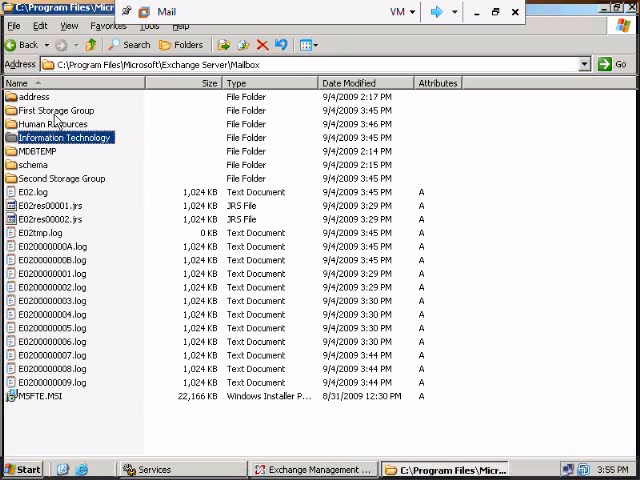 C:\Program Files\Micr
Mail
VM
File Edit View Favorites Tools Help
Back Search Folders
Address C:\Program Files\Microsoft\Exchange Server\Mailbox Go
Name Size Type Date Modified Attributes
address File Folder 9/4/2009 2:17 PM
First Storage Group File Folder 9/4/2009 3:45 PM
Human Resources File Folder 9/4/2009 3:46 PM
Information Technology File Folder 9/4/2009 3:45 PM
MDBTEMP File Folder 9/4/2009 2:14 PM
schema File Folder 9/4/2009 2:15 PM
Second Storage Group File Folder 9/4/2009 3:45 PM
E02.log 1,024 KB Text Document 9/4/2009 3:45 PM A
E02res00001.jrs 1,024 KB JRS File 9/4/2009 3:29 PM A
E02res00002.jrs 1,024 KB JRS File 9/4/2009 3:29 PM A
E02tmp.log 0 KB Text Document 9/4/2009 3:45 PM A
E020000000A.log 1,024 KB Text Document 9/4/2009 3:45 PM A
E020000000B.log 1,024 KB Text Document 9/4/2009 3:45 PM A
E0200000001.log 1,024 KB Text Document 9/4/2009 3:29 PM A
E0200000002.log 1,024 KB Text Document 9/4/2009 3:29 PM A
E0200000003.log 1,024 KB Text Document 9/4/2009 3:30 PM A
E0200000004.log 1,024 KB Text Document 9/4/2009 3:30 PM A
E0200000005.log 1,024 KB Text Document 9/4/2009 3:30 PM A
E0200000006.log 1,024 KB Text Document 9/4/2009 3:30 PM A
E0200000007.log 1,024 KB Text Document 9/4/2009 3:44 PM A
E0200000008.log 1,024 KB Text Document 9/4/2009 3:44 PM A
E0200000009.log 1,024 KB Text Document 9/4/2009 3:44 PM A
MSFTE.MSI 22,166 KB Windows Installer P... 8/31/2009 12:30 PM A
Start Services Exchange Management ... C:\Program Files\Micr... 3:55 PM